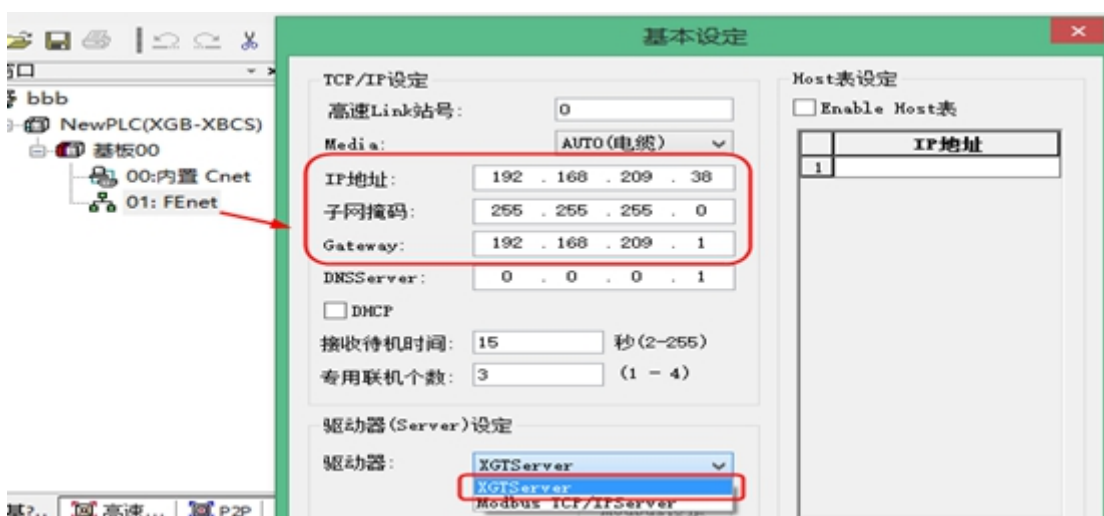 基本设定
bbb
NewPLC(XGB-XBCS)
基板00
00:内置 Cnet
01: FEnet
TCP/IP设定
高速Link站号: 0
Media: AUTO(电缆)
IP地址: 192 . 168 . 209 . 38
子网掩码: 255 . 255 . 255 . 0
Gateway: 192 . 168 . 209 . 1
DNSServer: 0 . 0 . 0 . 1
DHCP
接收待机时间: 15 秒(2-255)
专用联机个数: 3 (1 - 4)
驱动器(Server)设定
驱动器: XGTServer
XGTServer
Modbus TCP/IPServer
Host表设定
Enable Host表
IP地址
1
高速...
P2P